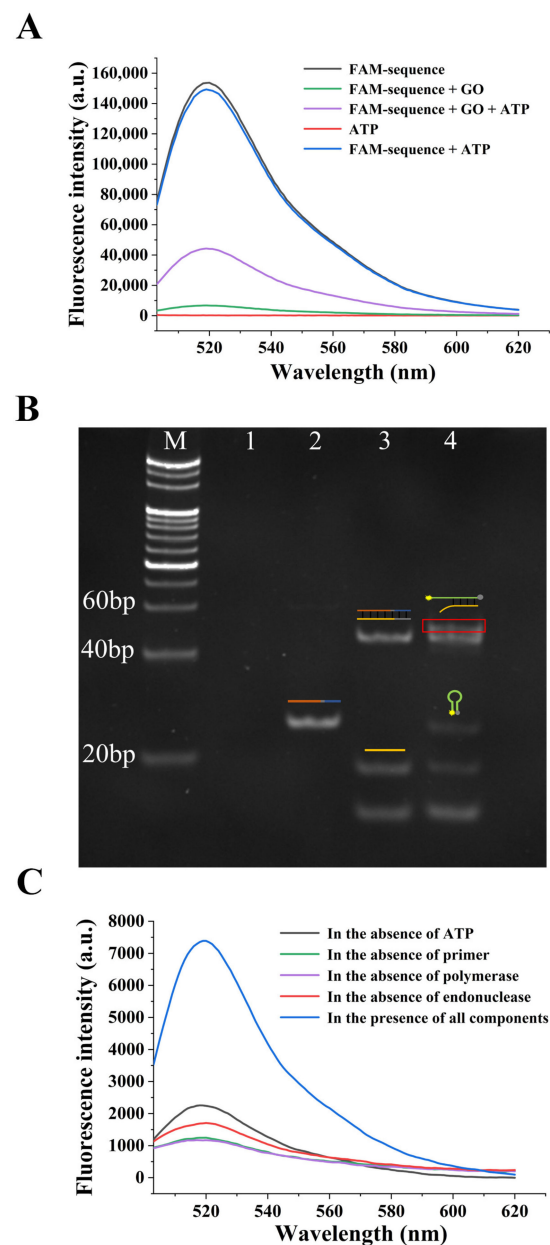 A
Fluorescence intensity (a.u.)
160,000
140,000
120,000
100,000
80,000
60,000
40,000
20,000
0
FAM-sequence
FAM-sequence + GO
FAM-sequence + GO + ATP
ATP
FAM-sequence + ATP
520 540 560 580 600 620
Wavelength (nm)
B
M 1 2 3 4
60bp
40bp
20bp
C
Fluorescence intensity (a.u.)
8000
7000
6000
5000
4000
3000
2000
1000
0
In the absence of ATP
In the absence of primer
In the absence of polymerase
In the absence of endonuclease
In the presence of all components
520 540 560 580 600 620
Wavelength (nm)